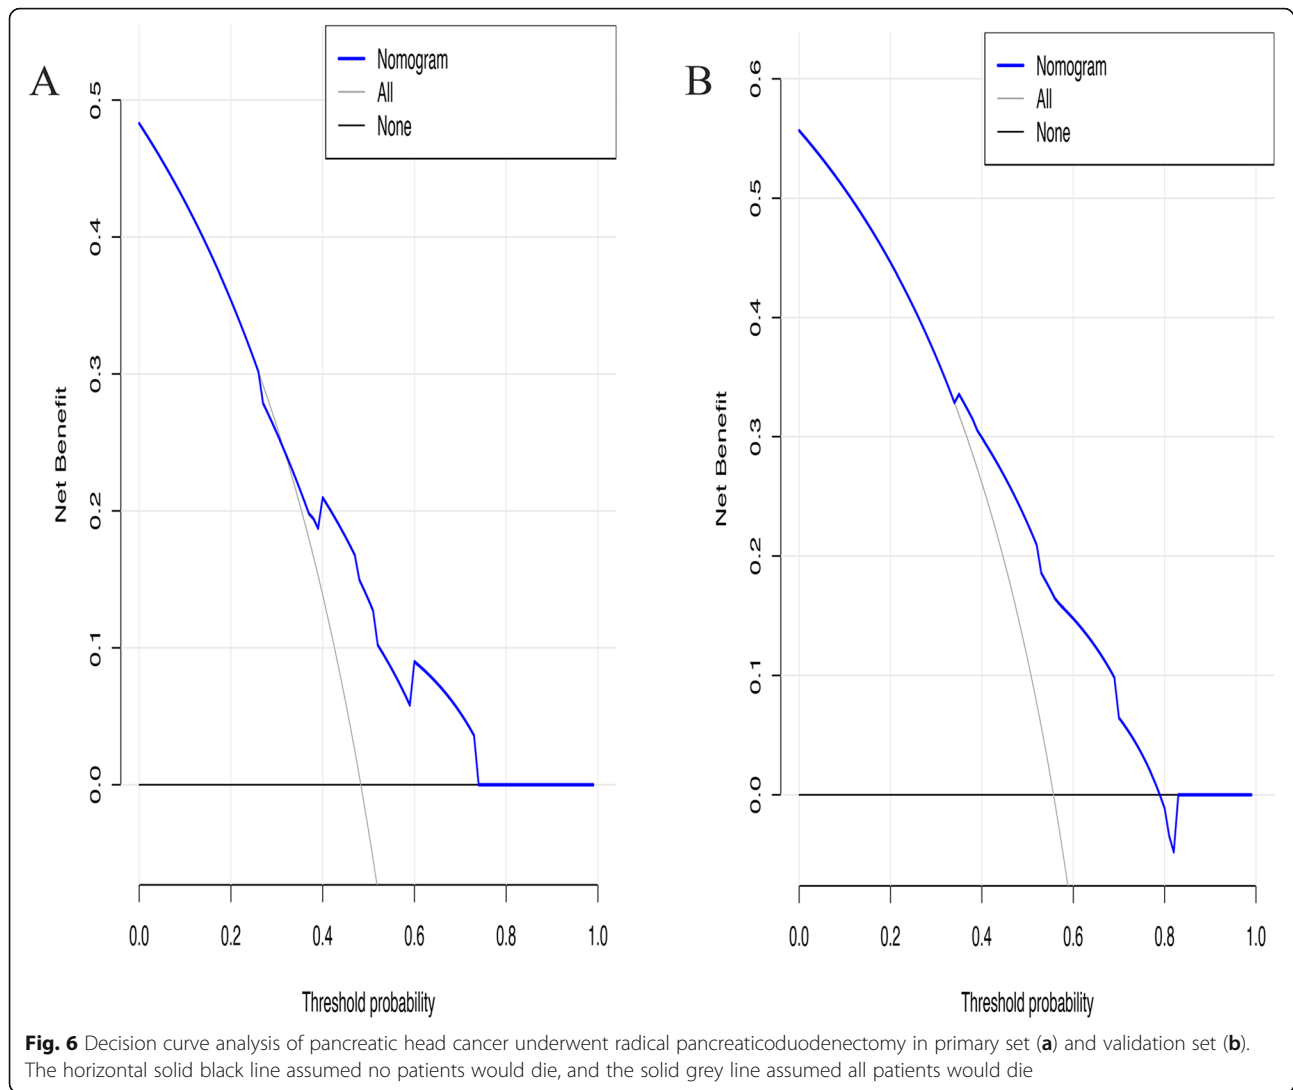 A
Nomogram
All
None
0.5
0.4
0.3
0.2
0.1
0.0
Net Benefit
0.0 0.2 0.4 0.6 0.8 1.0
Threshold probability
B
Nomogram
All
None
0.6
0.5
0.4
0.3
0.2
0.1
0.0
Net Benefit
0.0 0.2 0.4 0.6 0.8 1.0
Threshold probability
Fig. 6 Decision curve analysis of pancreatic head cancer underwent radical pancreaticoduodenectomy in primary set (a) and validation set (b).
The horizontal solid black line assumed no patients would die, and the solid grey line assumed all patients would die